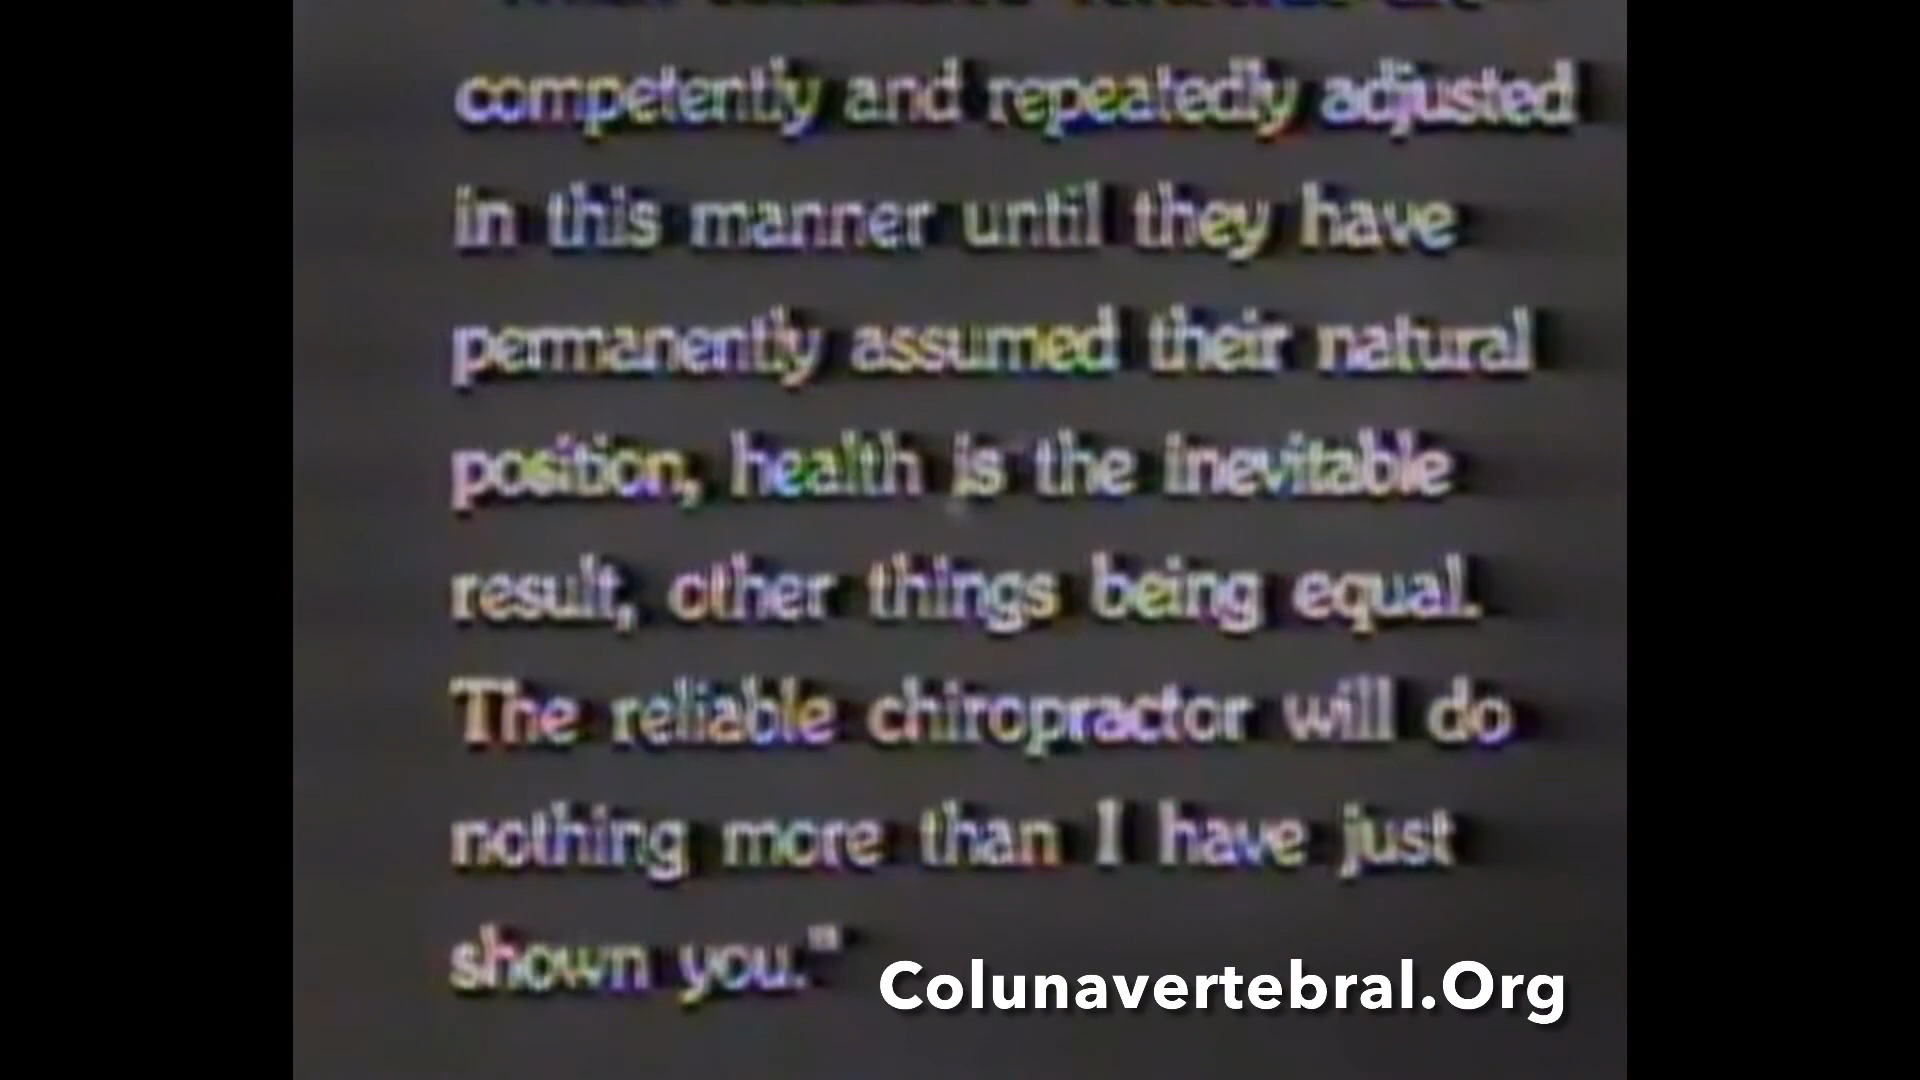 competently and repeatedly adjusted
in this manner until they have
permanently assumed their natural
position, health is the inevitable
result, other things being equal.
The reliable chiropractor will do
nothing more than I have just
shown you."
Colunavertebral.Org